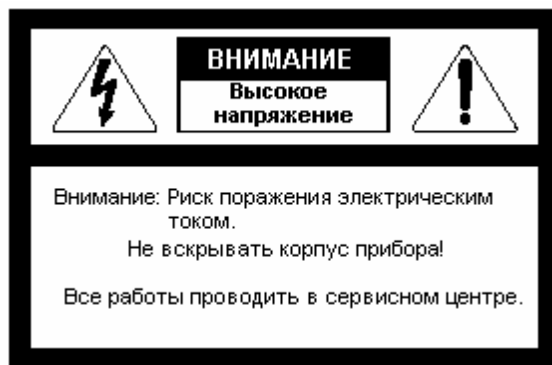 ВНИМАНИЕ
Высокое
напряжение
Внимание: Риск поражения электрическим
током.
Не вскрывать корпус прибора!
Все работы проводить в сервисном центре.